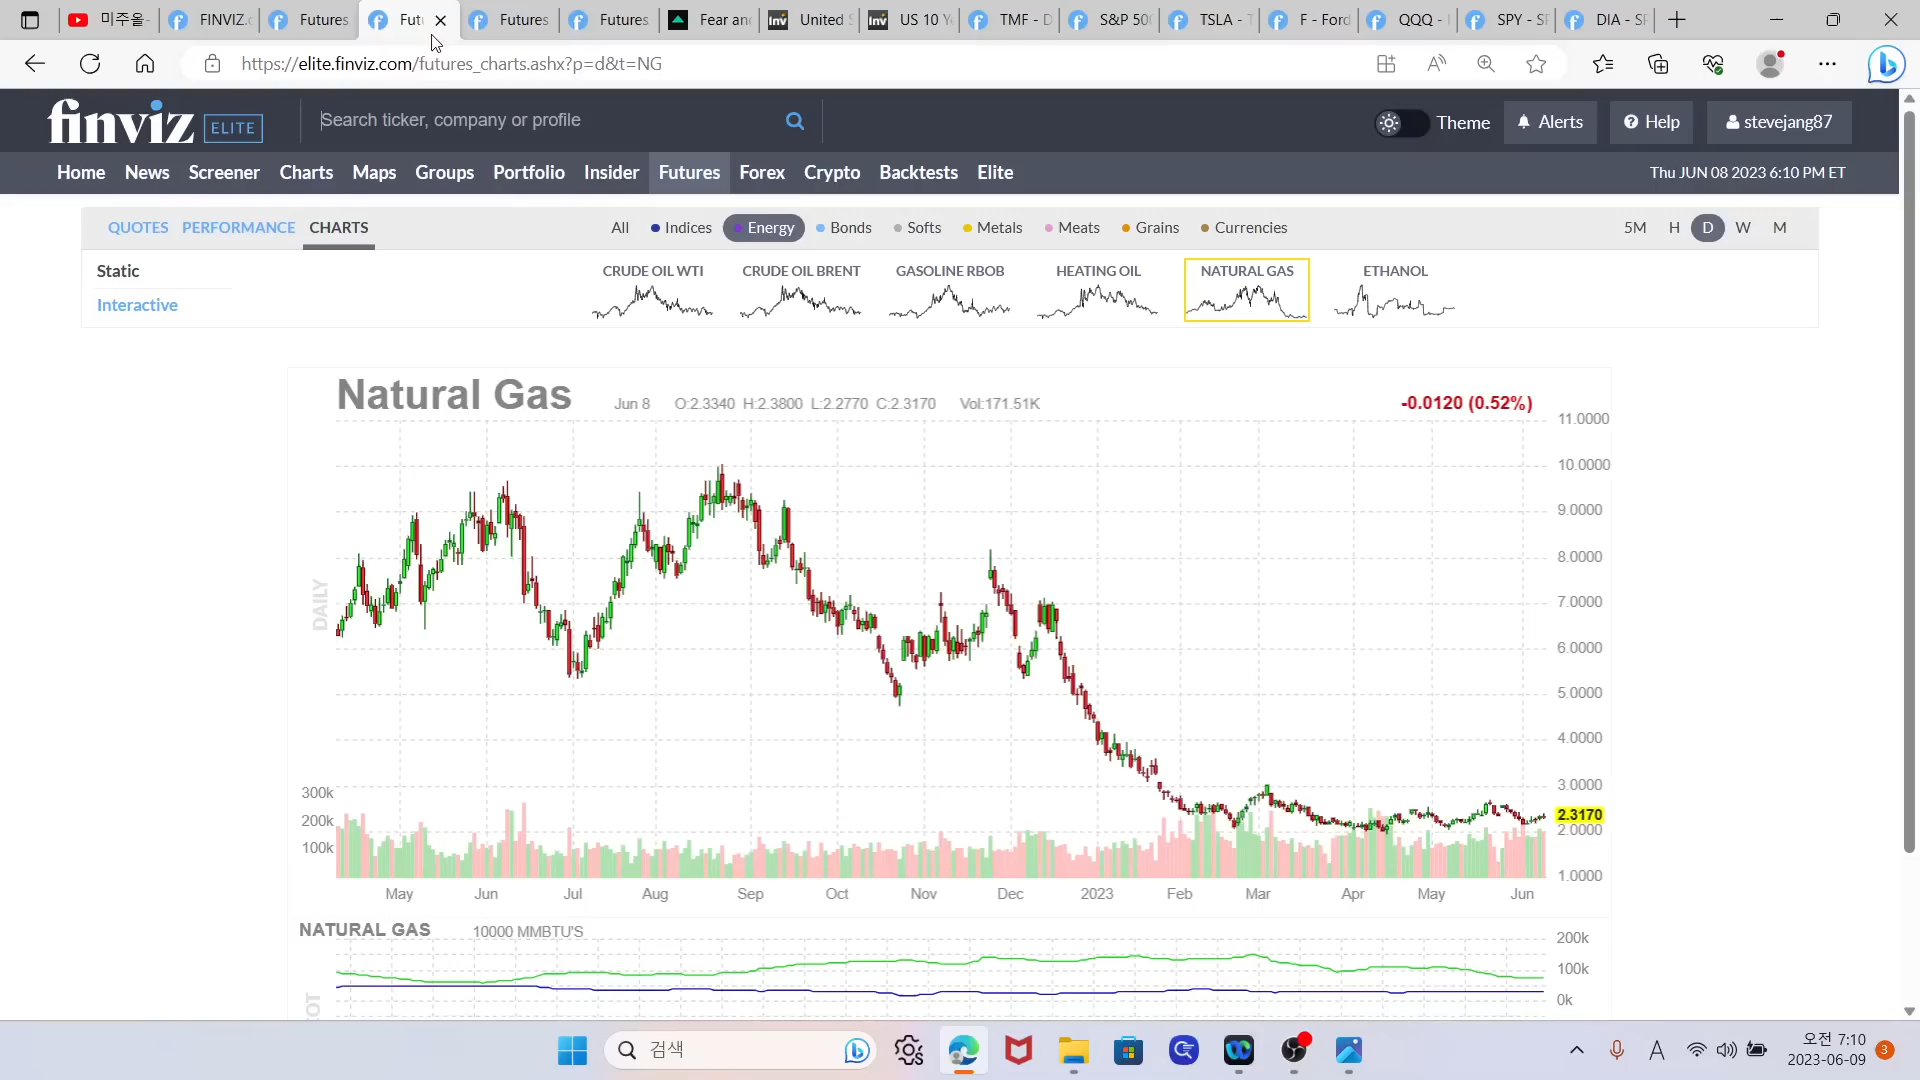 미주올
FINVIZ.c
Futures
Futu
Futures
Futures
Fear an
United S
US 10 Y
TMF - D
S&P 500
TSLA - T
F - Ford
QQQ - I
SPY - SP
DIA - SP
https://elite.finviz.com/futures_charts.ashx?p=d&t=NG
finviz ELITE
Search ticker, company or profile
Theme
Alerts
Help
stevejang87
Home News Screener Charts Maps Groups Portfolio Insider Futures Forex Crypto Backtests Elite
Thu JUN 08 2023 6:10 PM ET
QUOTES PERFORMANCE CHARTS
All Indices Energy Bonds Softs Metals Meats Grains Currencies
5M H D W M
Static
Interactive
CRUDE OIL WTI
CRUDE OIL BRENT
GASOLINE RBOB
HEATING OIL
NATURAL GAS
ETHANOL
Natural Gas
Jun 8 O:2.3340 H:2.3800 L:2.2770 C:2.3170 Vol:171.51K
-0.0120 (0.52%)
DAILY
11.0000
10.0000
9.0000
8.0000
7.0000
6.0000
5.0000
4.0000
3.0000
2.3170
2.0000
1.0000
300k
200k
100k
May Jun Jul Aug Sep Oct Nov Dec 2023 Feb Mar Apr May Jun
NATURAL GAS 10000 MMBTU'S
200k
100k
0k
검색
오전 7:10
2023-06-09
3